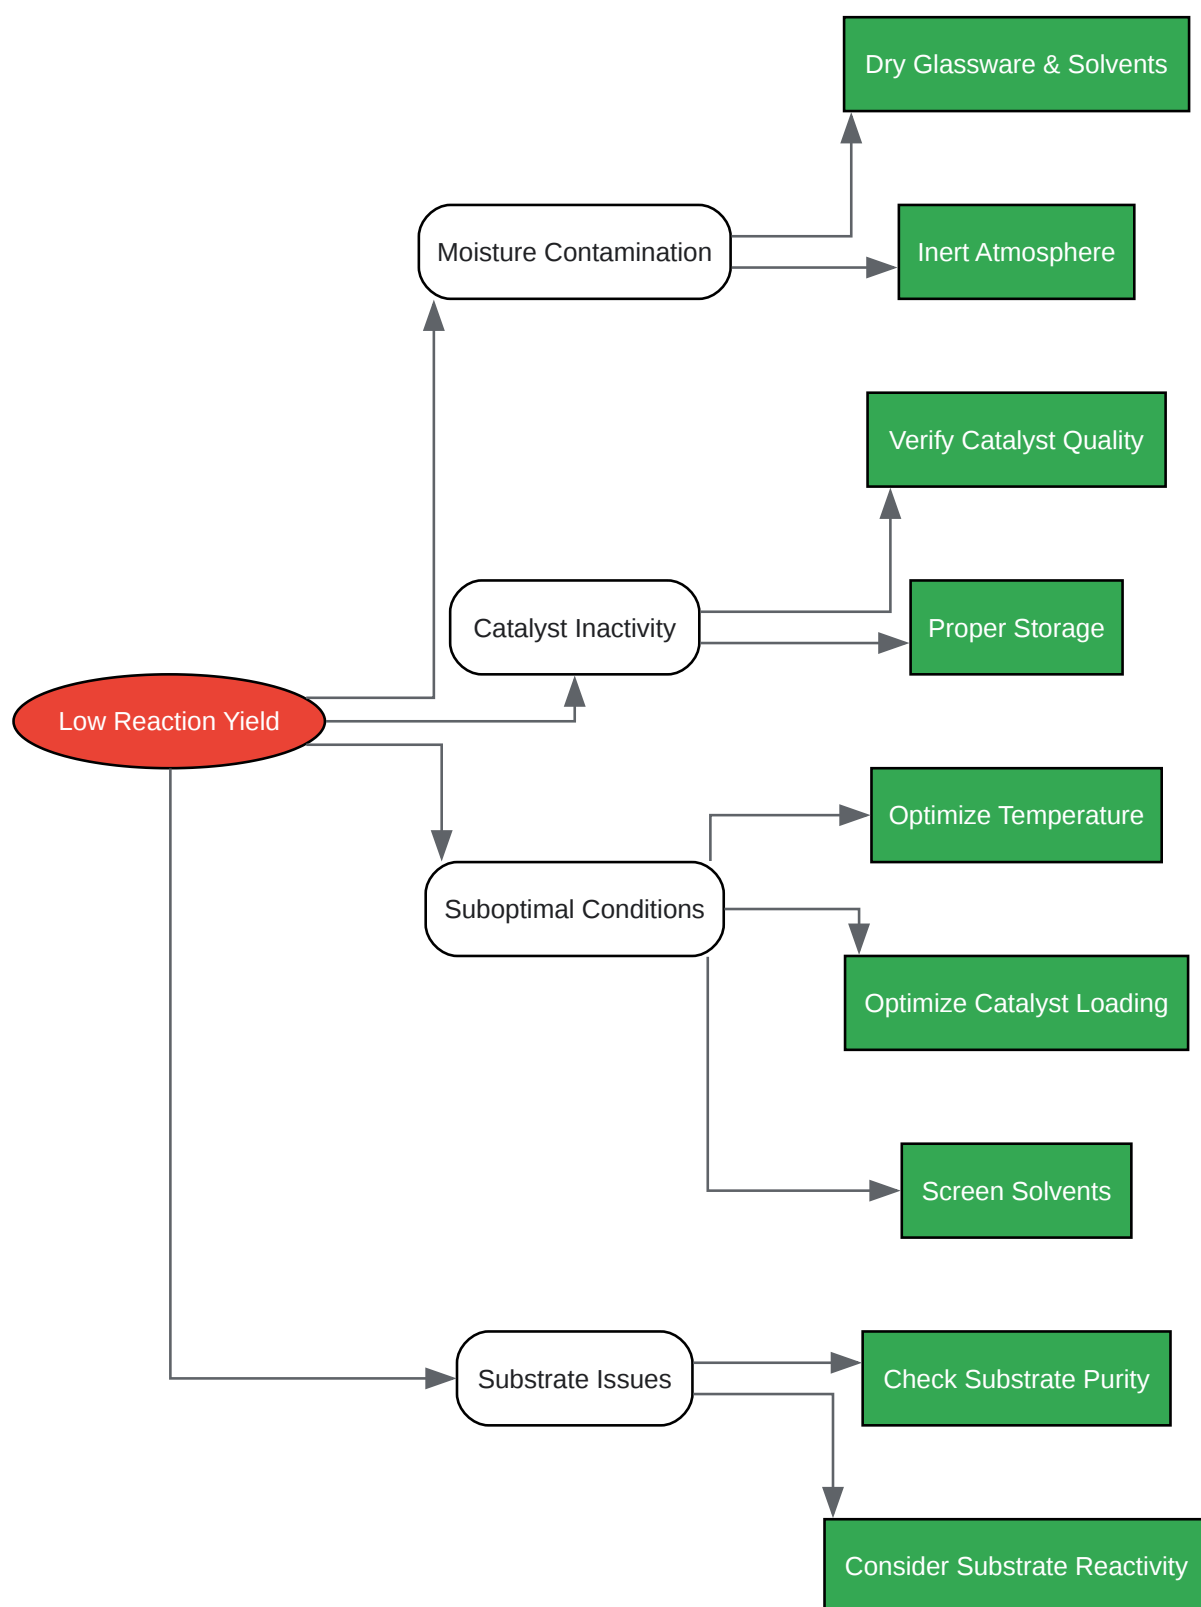 Dry Glassware & Solvents
Moisture Contamination
Inert Atmosphere
Verify Catalyst Quality
Catalyst Inactivity
Proper Storage
Low Reaction Yield
Optimize Temperature
Suboptimal Conditions
Optimize Catalyst Loading
Screen Solvents
Substrate Issues
Check Substrate Purity
Consider Substrate Reactivity